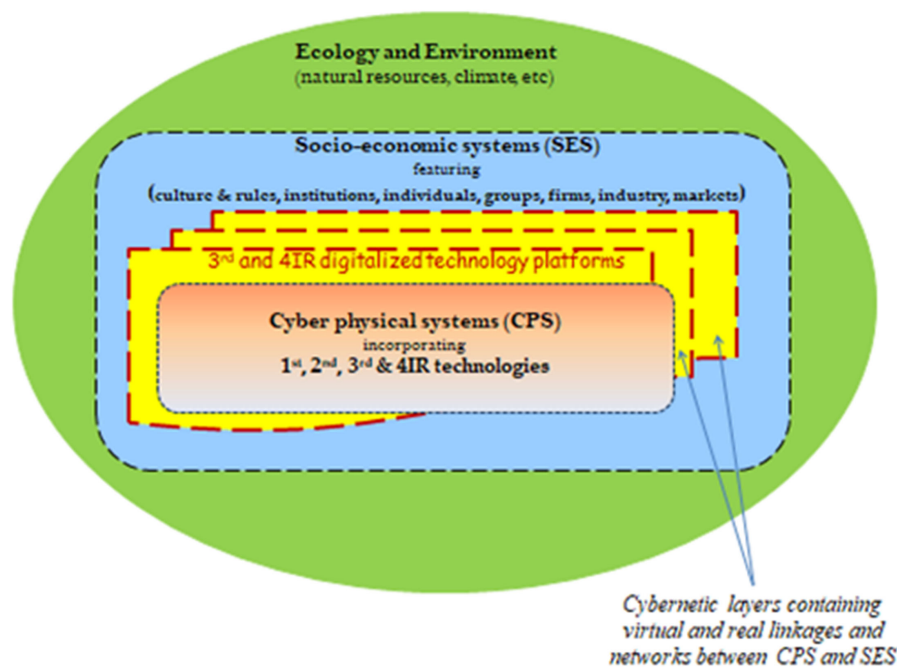 Ecology and Environment
(natural resources, climate, etc)
Socio-economic systems (SES)
featuring
(culture & rules, institutions, individuals, groups, firms, industry, markets)
3rd and 4IR digitalized technology platforms
Cyber physical systems (CPS)
incorporating
1st, 2nd, 3rd & 4IR technologies
Cybernetic layers containing
virtual and real linkages and
networks between CPS and SES